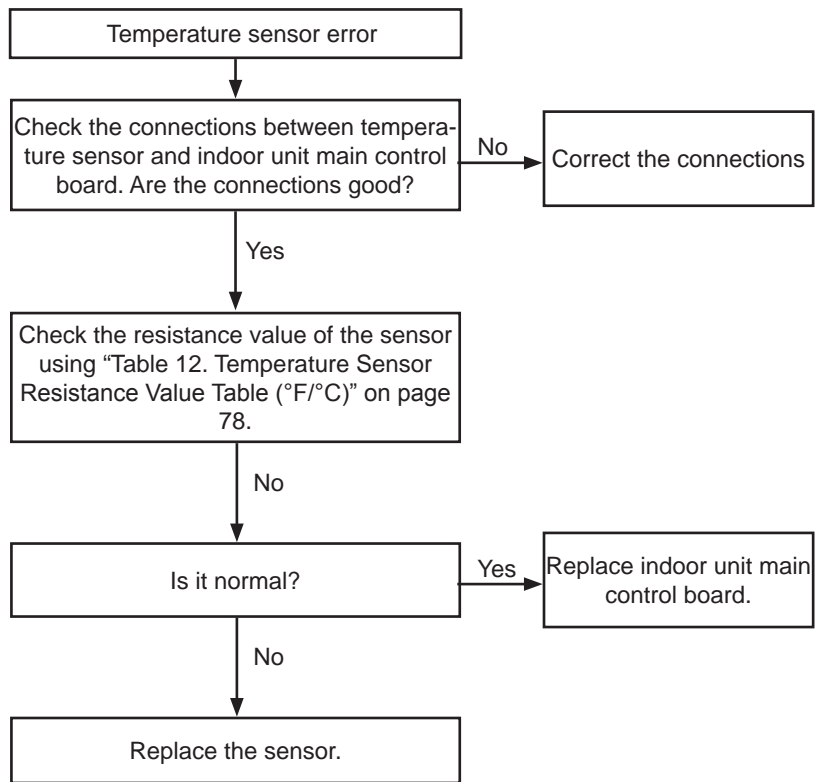 Temperature sensor error
Check the connections between tempera-
ture sensor and indoor unit main control
board. Are the connections good?
No
Correct the connections
Yes
Check the resistance value of the sensor
using “Table 12. Temperature Sensor
Resistance Value Table (°F/°C)” on page
78.
No
Is it normal?
Yes
Replace indoor unit main
control board.
No
Replace the sensor.